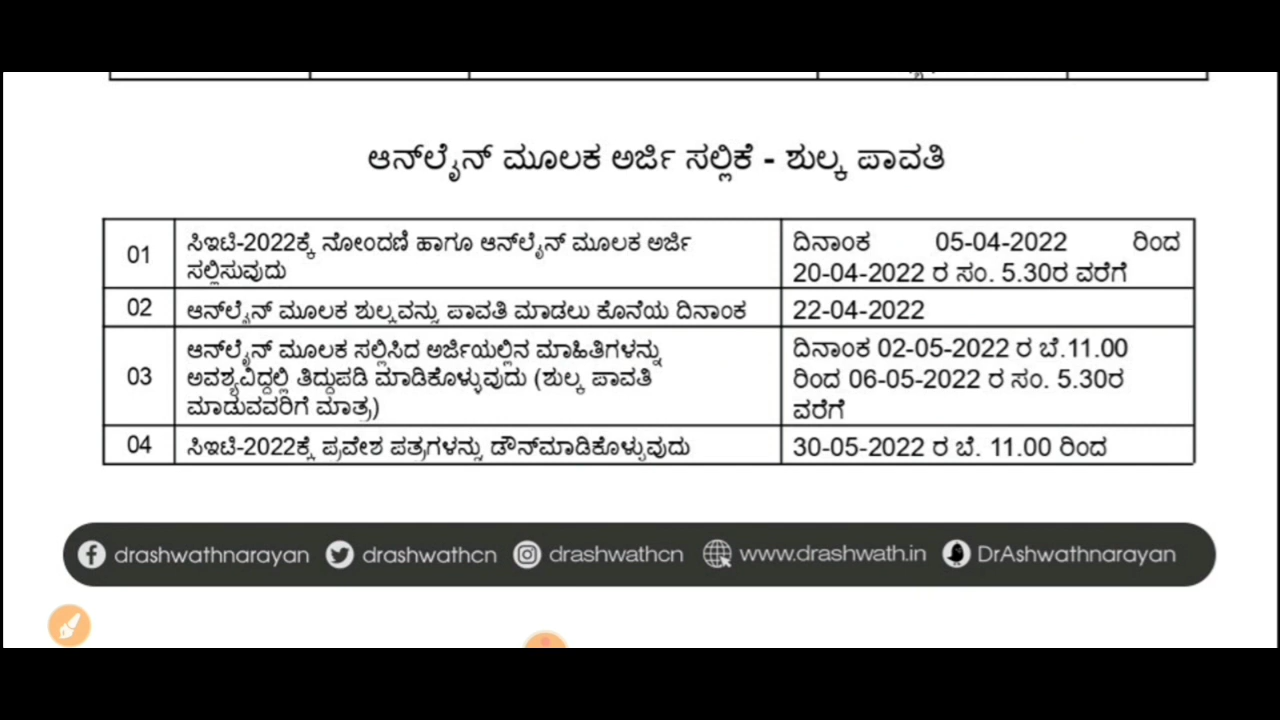 ಆನ್‌ಲೈನ್ ಮೂಲಕ ಅರ್ಜಿ ಸಲ್ಲಿಕೆ - ಶುಲ್ಕ ಪಾವತಿ
01 ಸಿಇಟಿ-2022ಕ್ಕೆ ನೋಂದಣಿ ಹಾಗೂ ಆನ್‌ಲೈನ್ ಮೂಲಕ ಅರ್ಜಿ
ಸಲ್ಲಿಸುವುದು
ದಿನಾಂಕ 05-04-2022 ರಿಂದ
20-04-2022 ರ ಸಂ. 5.30ರ ವರೆಗೆ
02 ಆನ್‌ಲೈನ್ ಮೂಲಕ ಶುಲ್ಕವನ್ನು ಪಾವತಿ ಮಾಡಲು ಕೊನೆಯ ದಿನಾಂಕ 22-04-2022
03 ಆನ್‌ಲೈನ್ ಮೂಲಕ ಸಲ್ಲಿಸಿದ ಅರ್ಜಿಯಲ್ಲಿನ ಮಾಹಿತಿಗಳನ್ನು
ಅವಶ್ಯವಿದ್ದಲ್ಲಿ ತಿದ್ದುಪಡಿ ಮಾಡಿಕೊಳ್ಳುವುದು (ಶುಲ್ಕ ಪಾವತಿ
ಮಾಡುವವರಿಗೆ ಮಾತ್ರ)
ದಿನಾಂಕ 02-05-2022 ರ ಬೆ.11.00
ರಿಂದ 06-05-2022 ರ ಸಂ. 5.30ರ
ವರೆಗೆ
04 ಸಿಇಟಿ-2022ಕ್ಕೆ ಪ್ರವೇಶ ಪತ್ರಗಳನ್ನು ಡೌನ್‌ಮಾಡಿಕೊಳ್ಳುವುದು 30-05-2022 ರ ಬೆ. 11.00 ರಿಂದ
drashwathnarayan drashwathcn drashwathcn www.drashwath.in DrAshwathnarayan